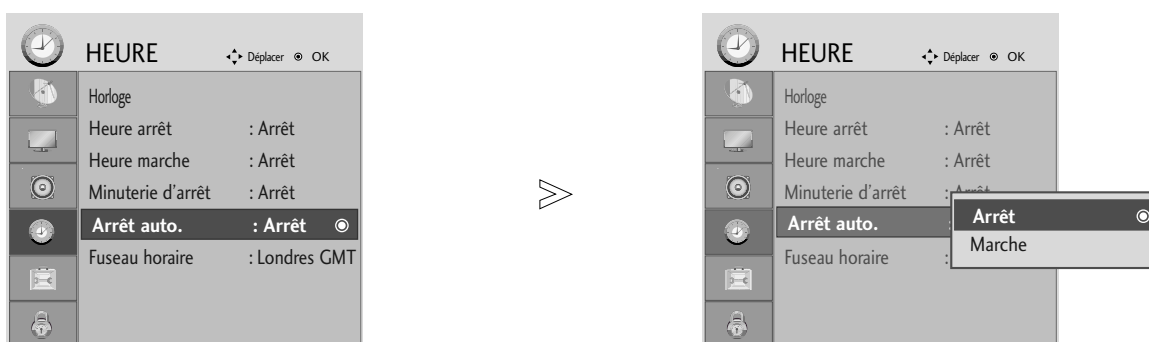 HEURE Déplacer OK
Horloge
Heure arrêt : Arrêt
Heure marche : Arrêt
Minuterie d'arrêt : Arrêt
Arrêt auto. : Arrêt
Fuseau horaire : Londres GMT
>
HEURE Déplacer OK
Horloge
Heure arrêt : Arrêt
Heure marche : Arrêt
Minuterie d'arrêt : Arrêt
Arrêt auto. :
Fuseau horaire :
Arrêt
Marche